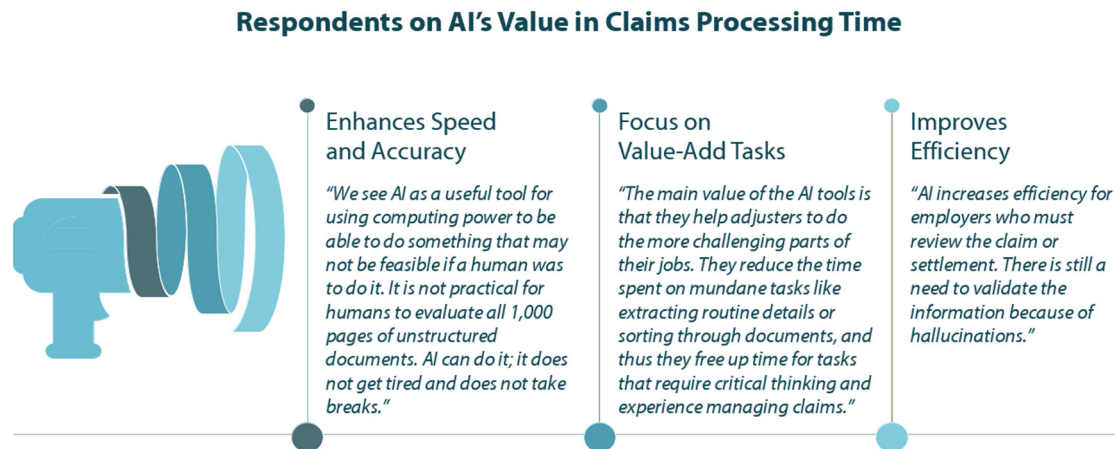 Respondents on AI’s Value in Claims Processing Time
Enhances Speed
and Accuracy
“We see AI as a useful tool for
using computing power to be
able to do something that may
not be feasible if a human was
to do it. It is not practical for
humans to evaluate all 1,000
pages of unstructured
documents. AI can do it; it does
not get tired and does not take
breaks.”
Focus on
Value-Add Tasks
“The main value of the AI tools is
that they help adjusters to do
the more challenging parts of
their jobs. They reduce the time
spent on mundane tasks like
extracting routine details or
sorting through documents, and
thus they free up time for tasks
that require critical thinking and
experience managing claims.”
Improves
Efficiency
“AI increases efficiency for
employers who must
review the claim or
settlement. There is still a
need to validate the
information because of
hallucinations.”